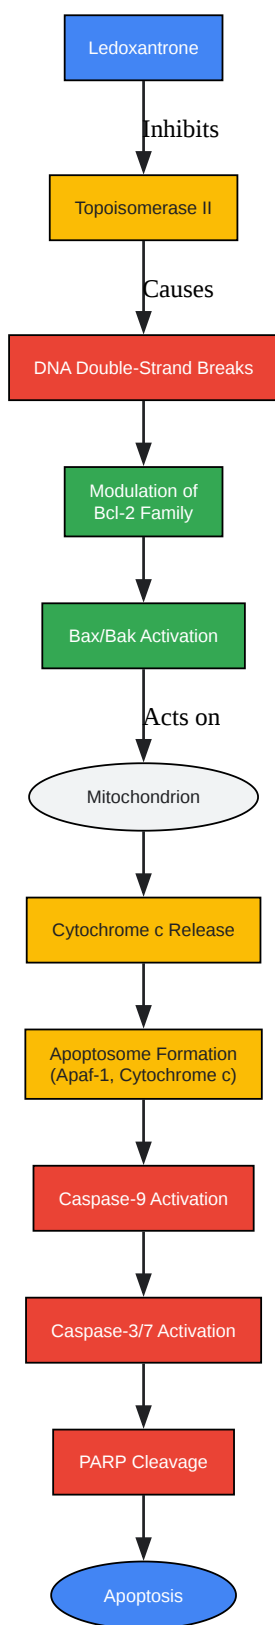 Ledoxantrone
Inhibits
Topoisomerase II
Causes
DNA Double-Strand Breaks
Modulation of
Bcl-2 Family
Bax/Bak Activation
Acts on
Mitochondrion
Cytochrome c Release
Apoptosome Formation
(Apaf-1, Cytochrome c)
Caspase-9 Activation
Caspase-3/7 Activation
PARP Cleavage
Apoptosis